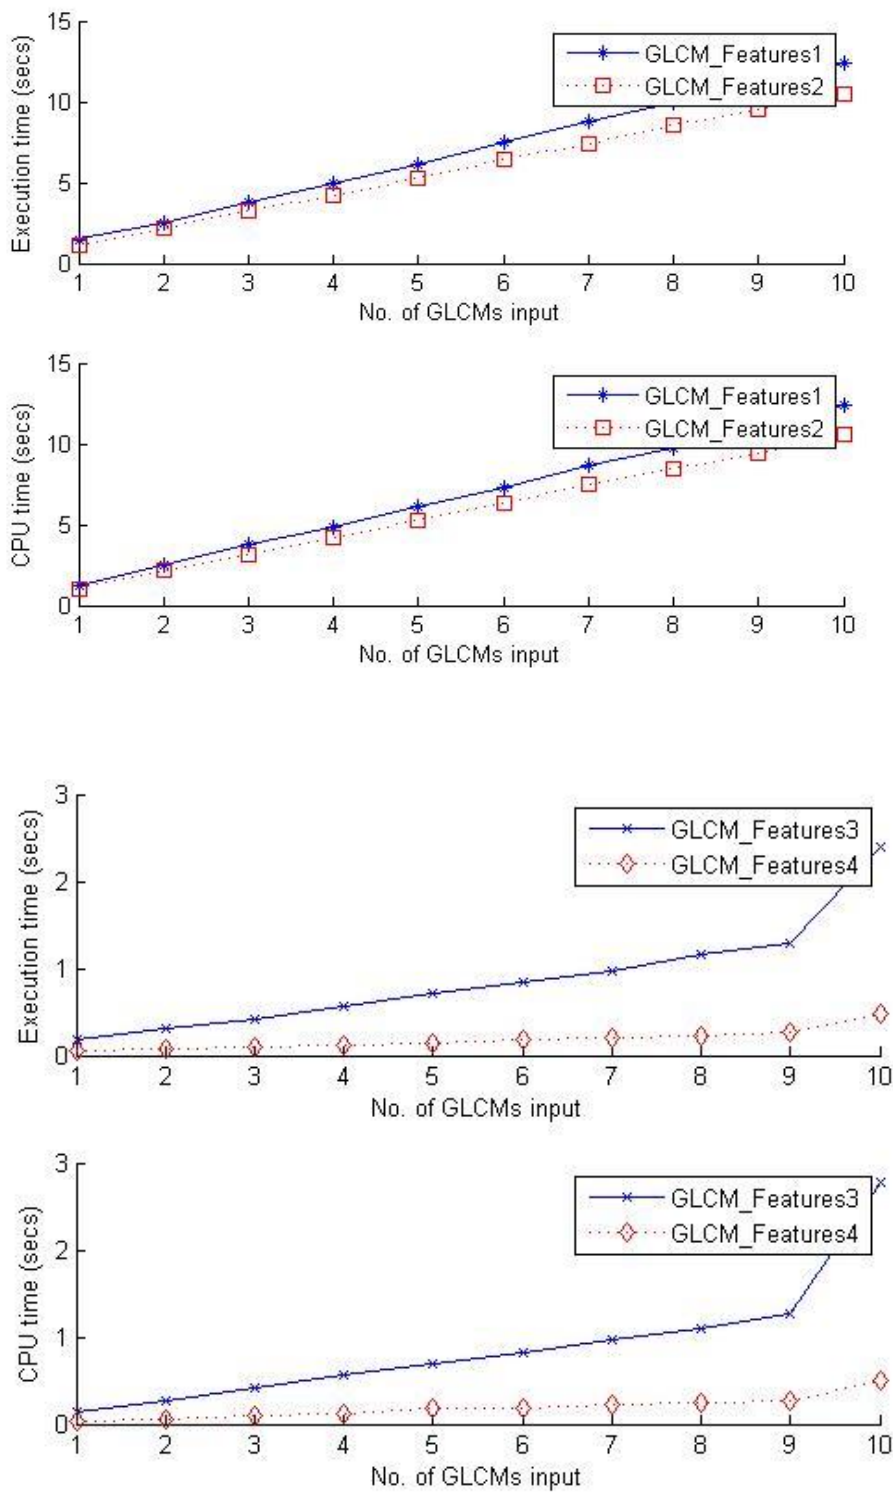 15
10
5
0
Execution time (secs)
GLCM_Features1
GLCM_Features2
1 2 3 4 5 6 7 8 9 10
No. of GLCMs input
15
10
5
0
CPU time (secs)
GLCM_Features1
GLCM_Features2
1 2 3 4 5 6 7 8 9 10
No. of GLCMs input
3
2
1
0
Execution time (secs)
GLCM_Features3
GLCM_Features4
1 2 3 4 5 6 7 8 9 10
No. of GLCMs input
3
2
1
0
CPU time (secs)
GLCM_Features3
GLCM_Features4
1 2 3 4 5 6 7 8 9 10
No. of GLCMs input